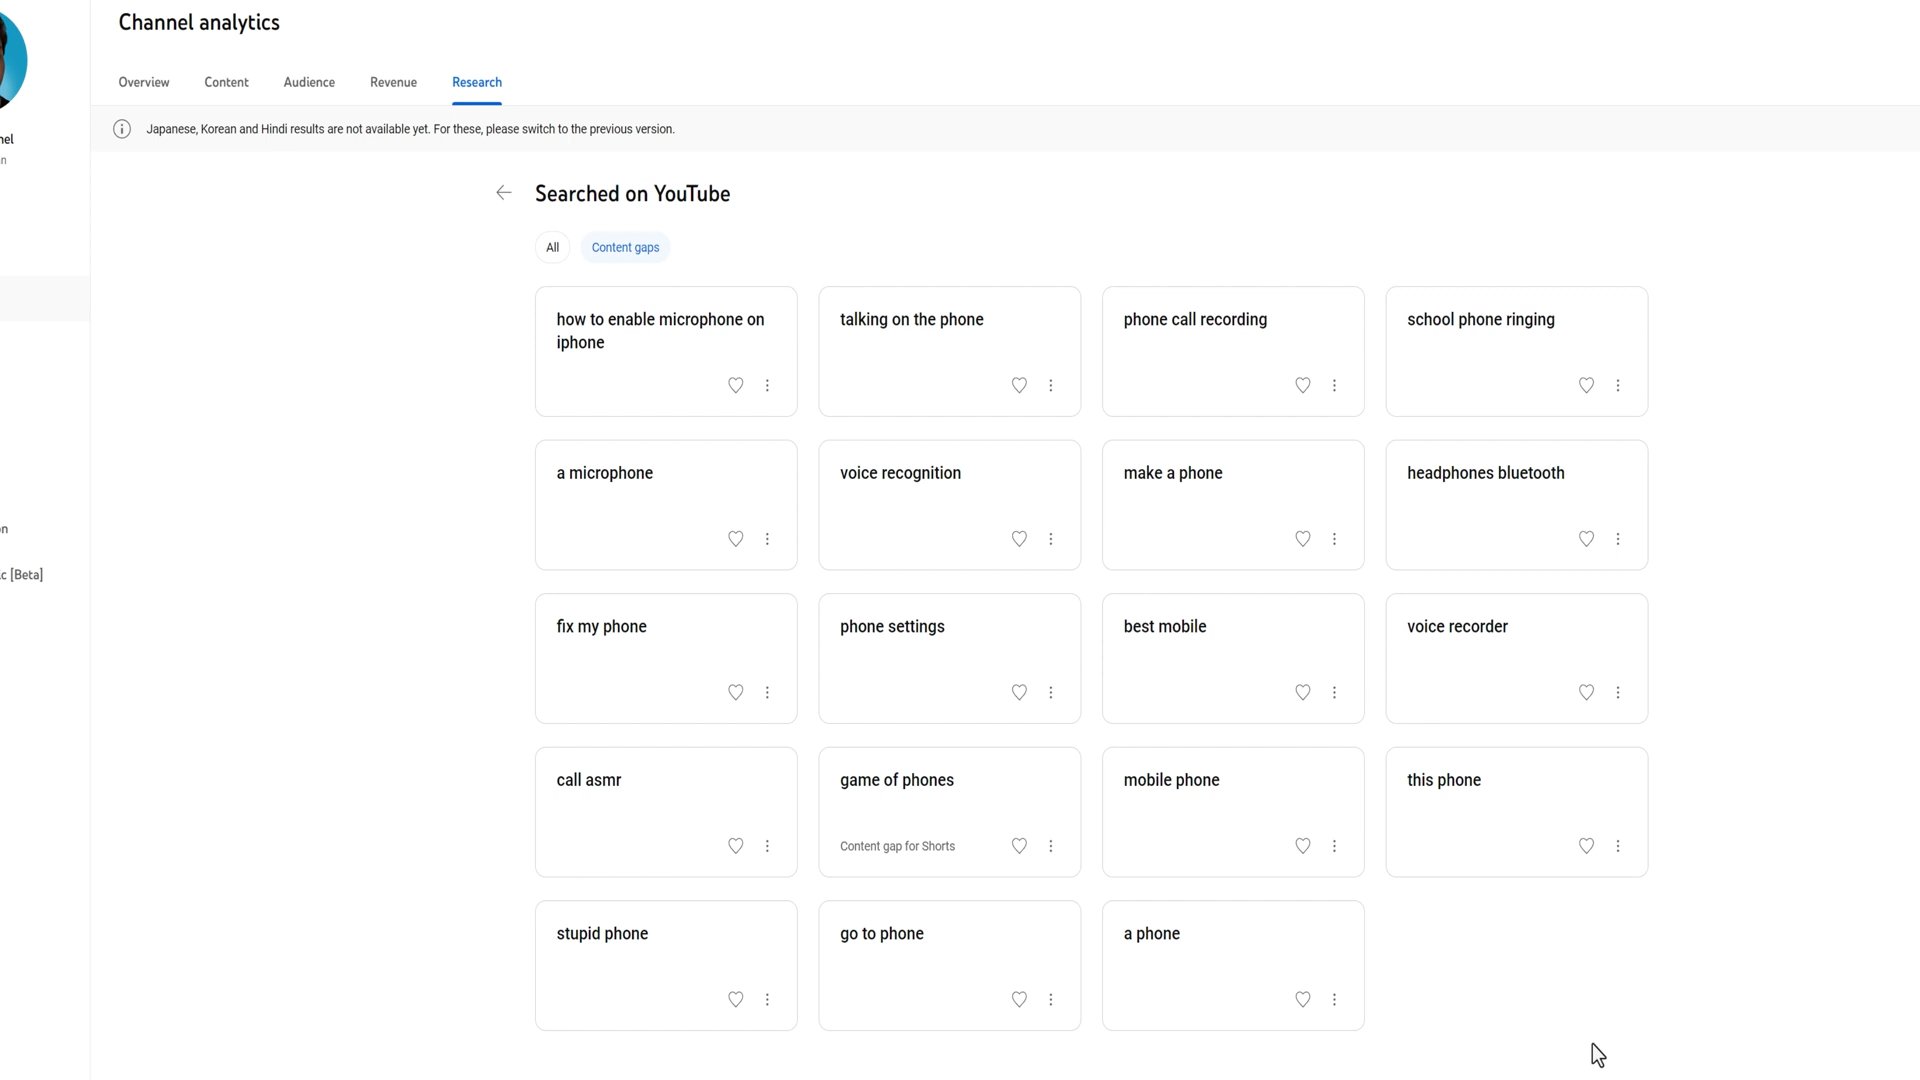 Channel analytics
Overview Content Audience Revenue Research
Japanese, Korean and Hindi results are not available yet. For these, please switch to the previous version.
nel
n
on
ic [Beta]
Searched on YouTube
All Content gaps
how to enable microphone on
iphone
talking on the phone
phone call recording
school phone ringing
a microphone
voice recognition
make a phone
headphones bluetooth
fix my phone
phone settings
best mobile
voice recorder
call asmr
game of phones
Content gap for Shorts
mobile phone
this phone
stupid phone
go to phone
a phone